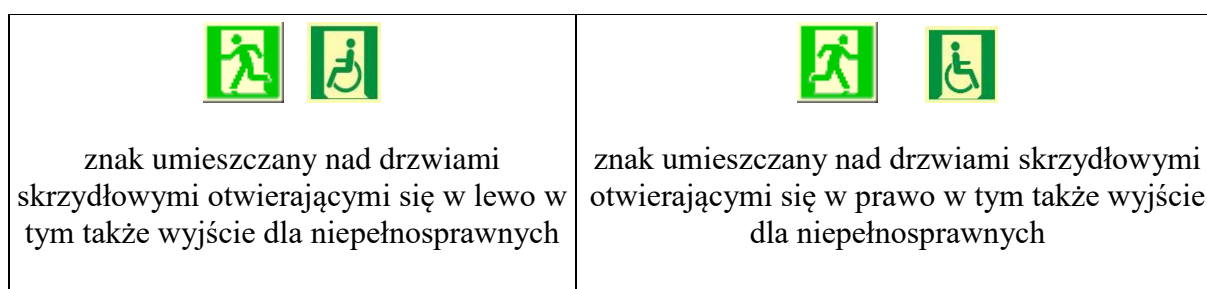 znak umieszczany nad drzwiami
skrzydłowymi otwierającymi się w lewo w
tym także wyjście dla niepełnosprawnych
znak umieszczany nad drzwiami skrzydłowymi
otwierającymi się w prawo w tym także wyjście
dla niepełnosprawnych